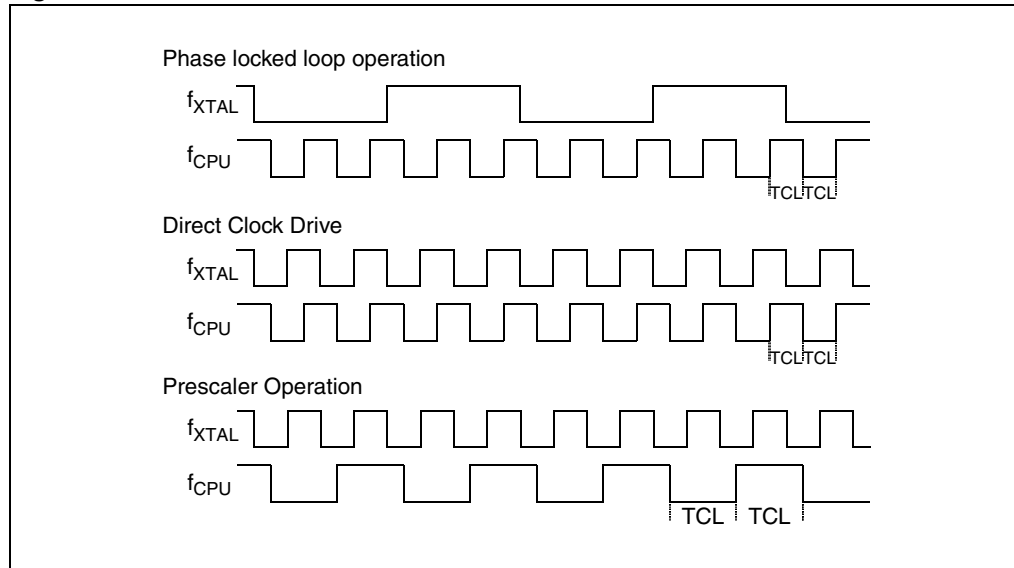 Phase locked loop operation
fXTAL
fCPU
TCL TCL
Direct Clock Drive
fXTAL
fCPU
TCL TCL
Prescaler Operation
fXTAL
fCPU
TCL TCL